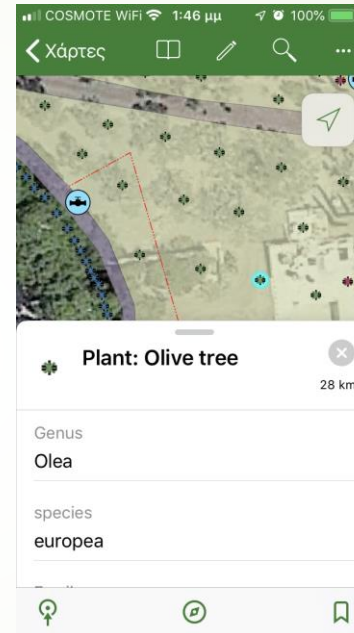 COSMOTE WiFi 1:46 μμ 100%
Χάρτες
Plant: Olive tree
28 km
Genus
Olea
species
europea